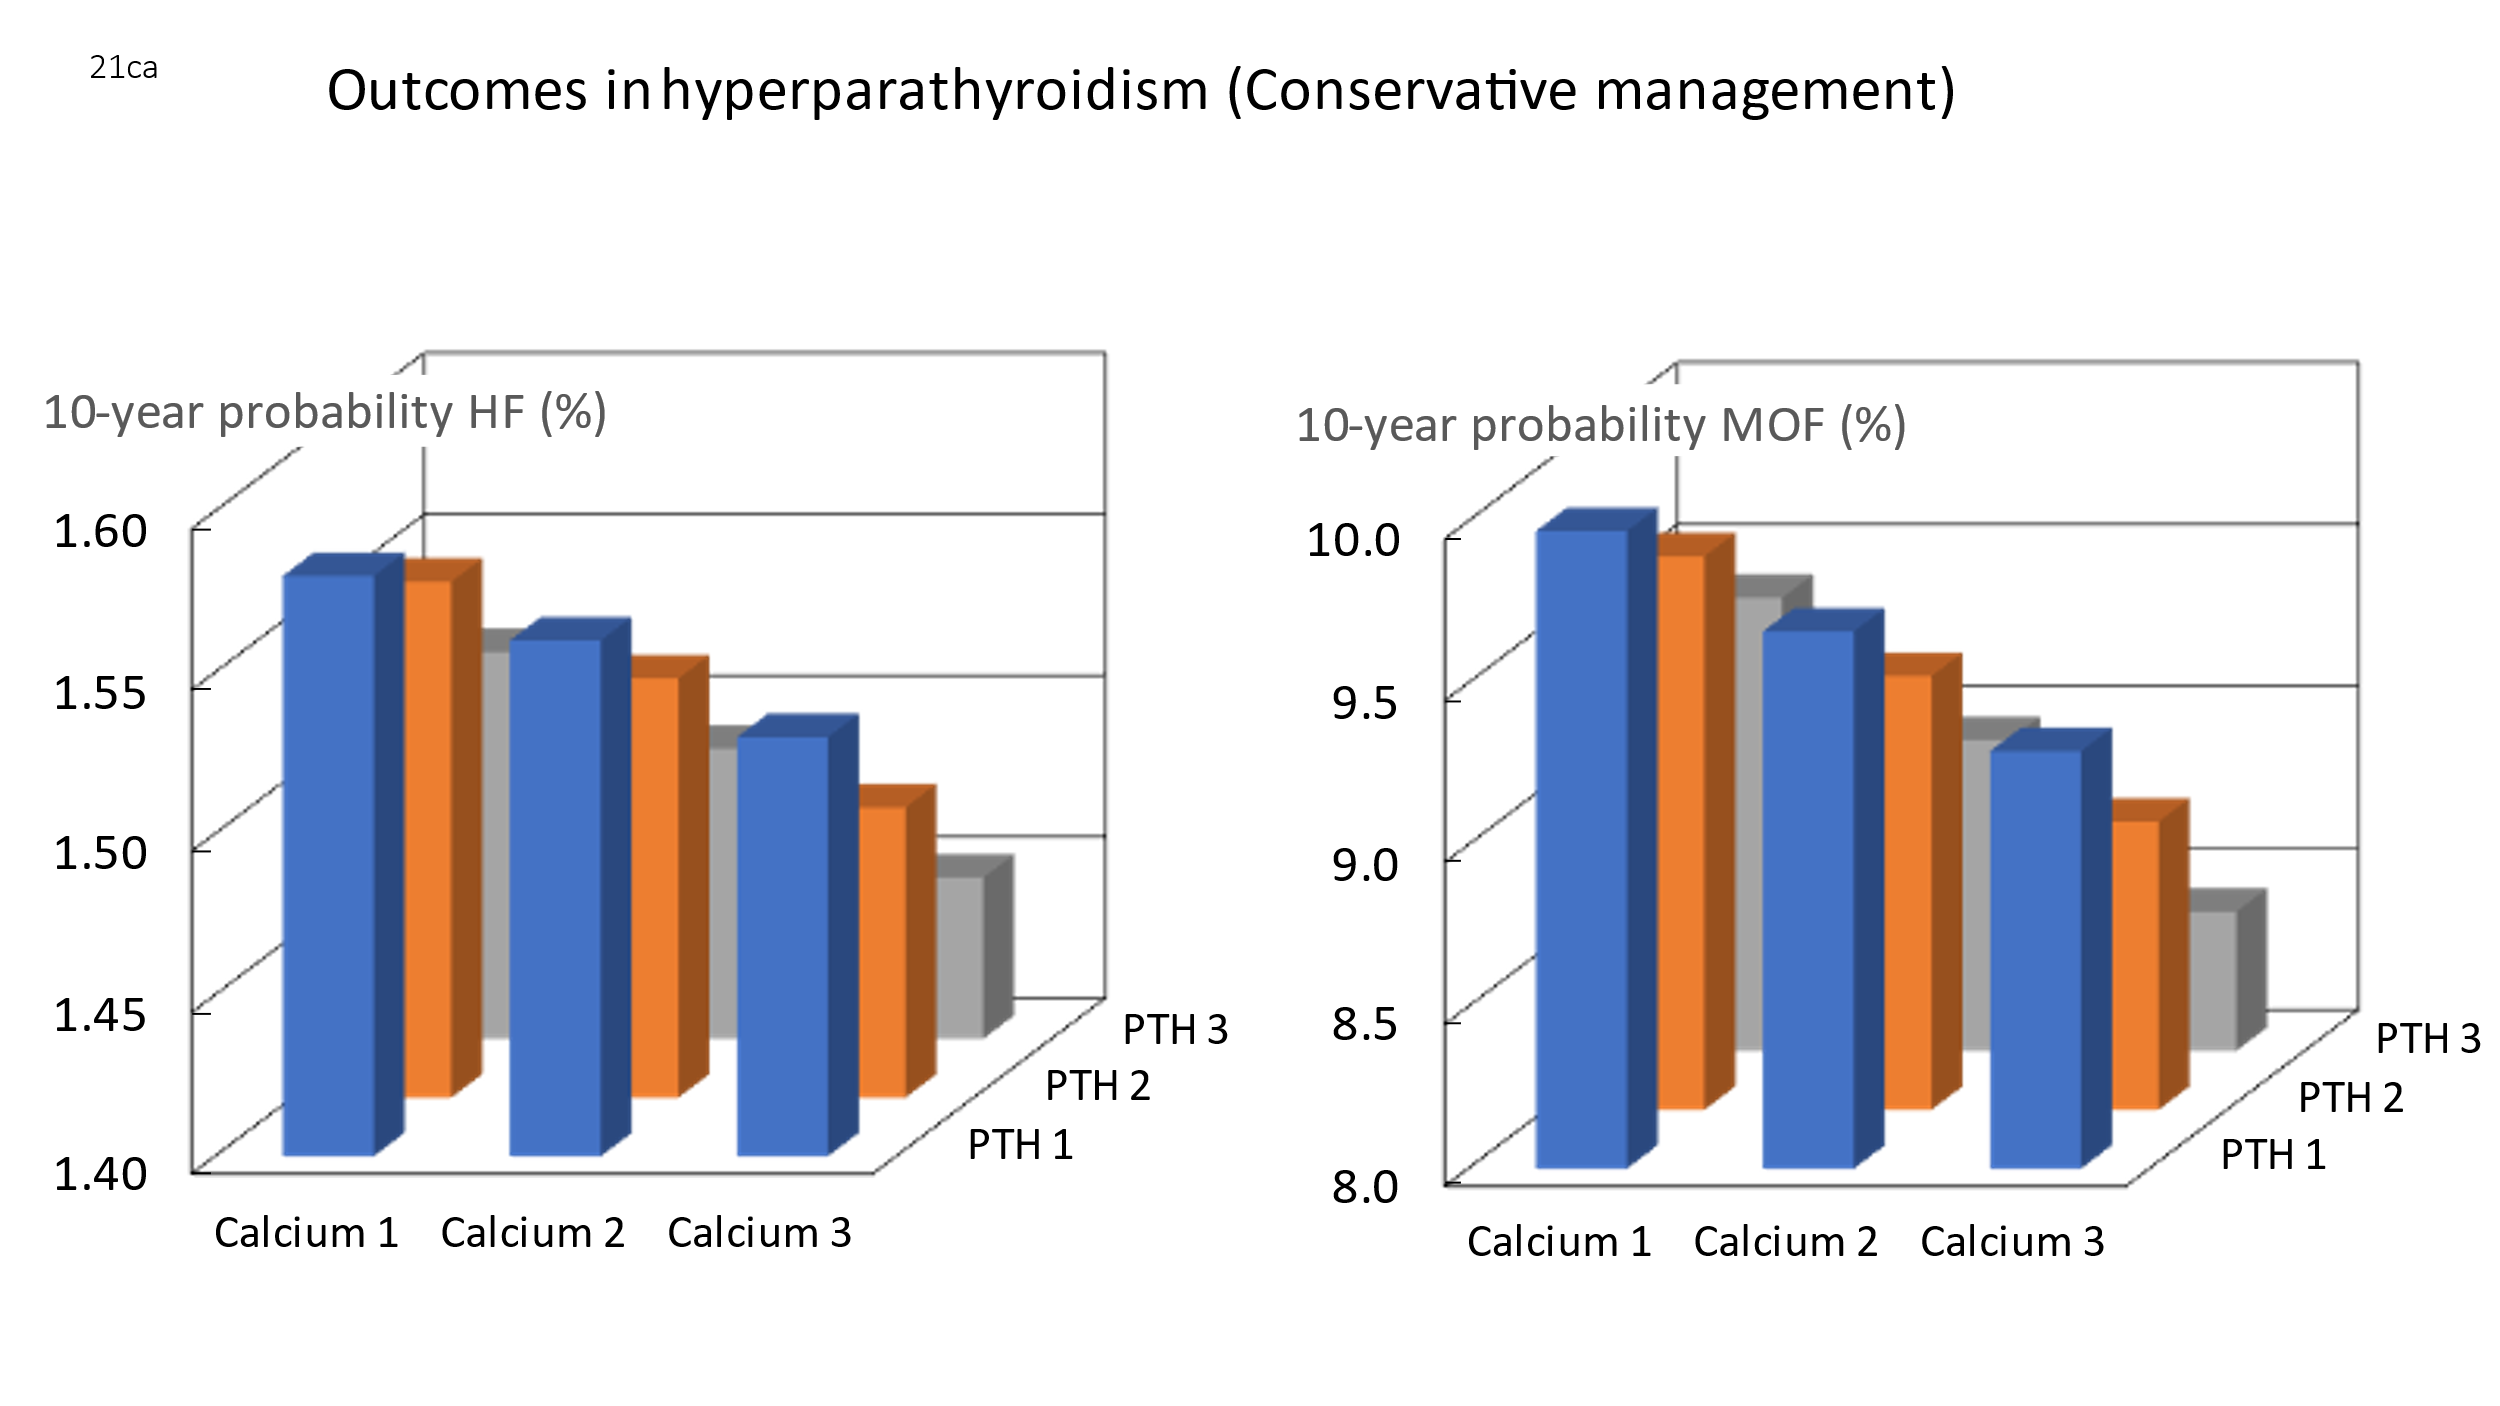 21ca
Outcomes in hyperparathyroidism (Conservative management)
10-year probability HF (%)
1.60
1.55
1.50
1.45
1.40
PTH 3
PTH 2
PTH 1
Calcium 1 Calcium 2 Calcium 3
10-year probability MOF (%)
10.0
9.5
9.0
8.5
8.0
PTH 3
PTH 2
PTH 1
Calcium 1 Calcium 2 Calcium 3